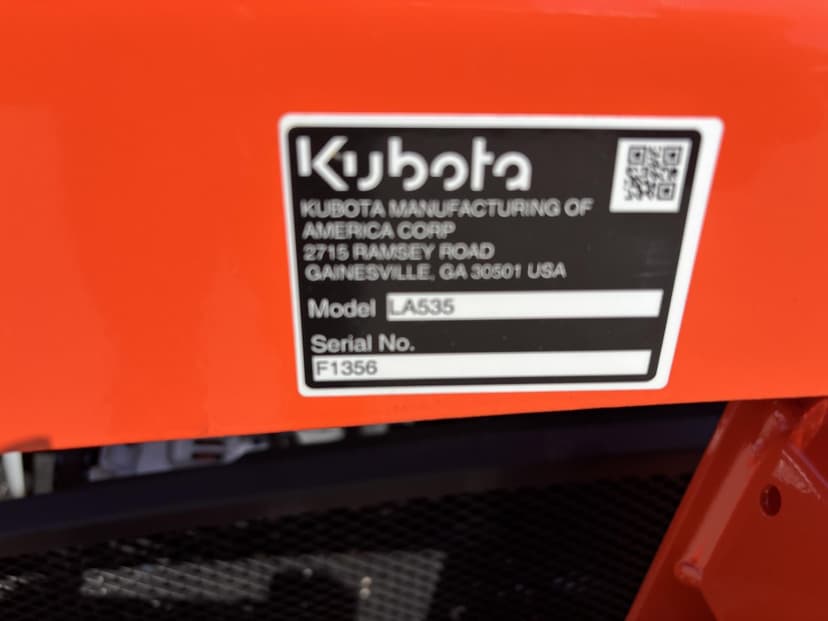 Kubota
KUBOTA MANUFACTURING OF
AMERICA CORP
2715 RAMSEY ROAD
GAINESVILLE, GA 30501 USA
Model LA535
Serial No.
F1356